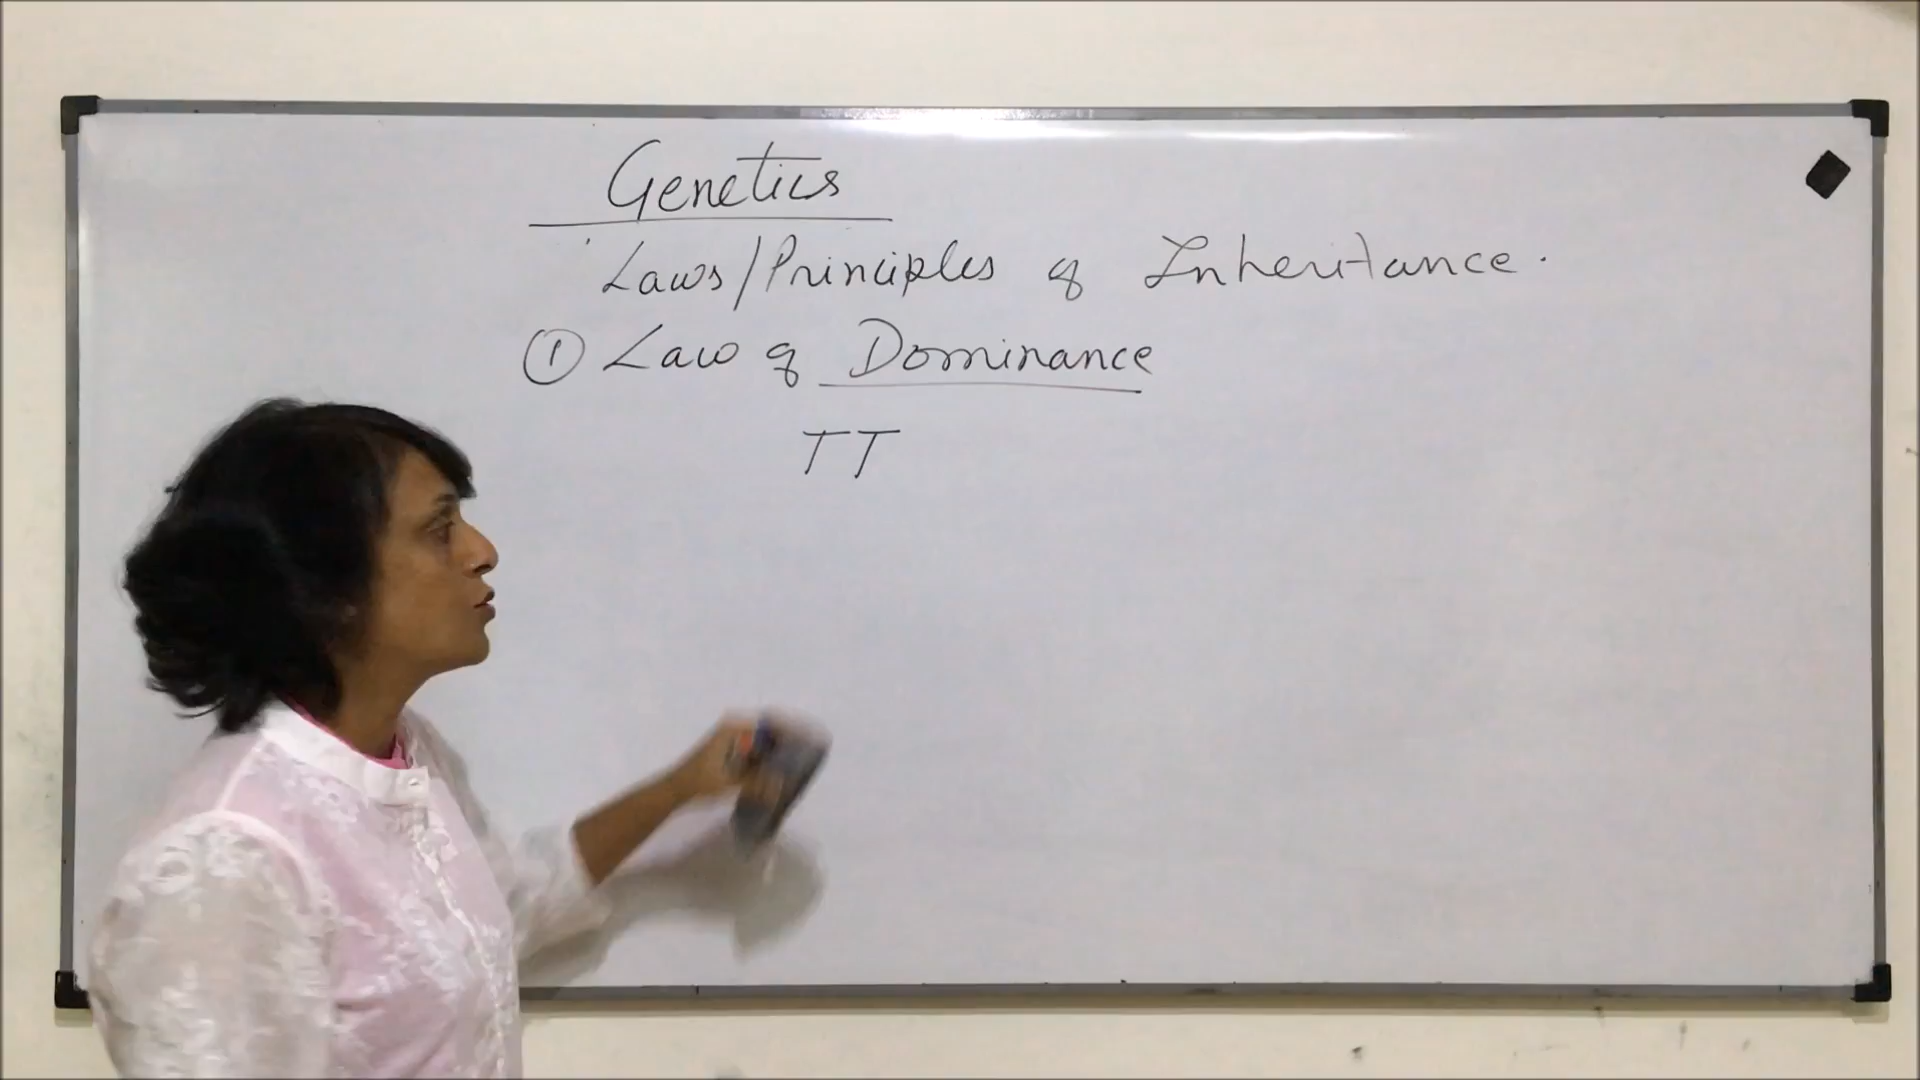 Genetics
Laws/Principles of Inheritance.
① Law of Dominance
TT